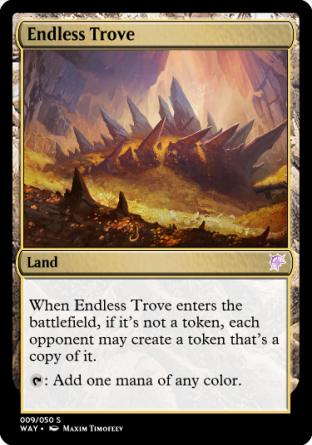 Endless Trove
Land
When Endless Trove enters the
battlefield, if it's not a token, each
opponent may create a token that's a
copy of it.
: Add one mana of any color.
009/050 S
WAY • Maxim Timofeev